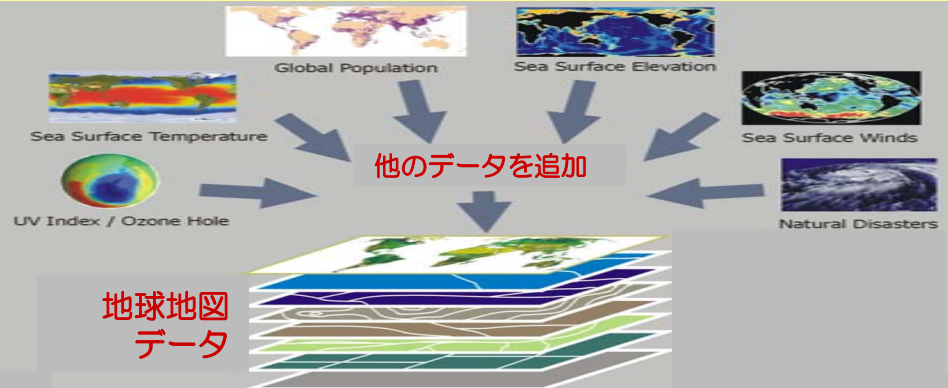 Global Population
Sea Surface Elevation
Sea Surface Temperature
Sea Surface Winds
他のデータを追加
UV Index / Ozone Hole
Natural Disasters
地球地図
データ